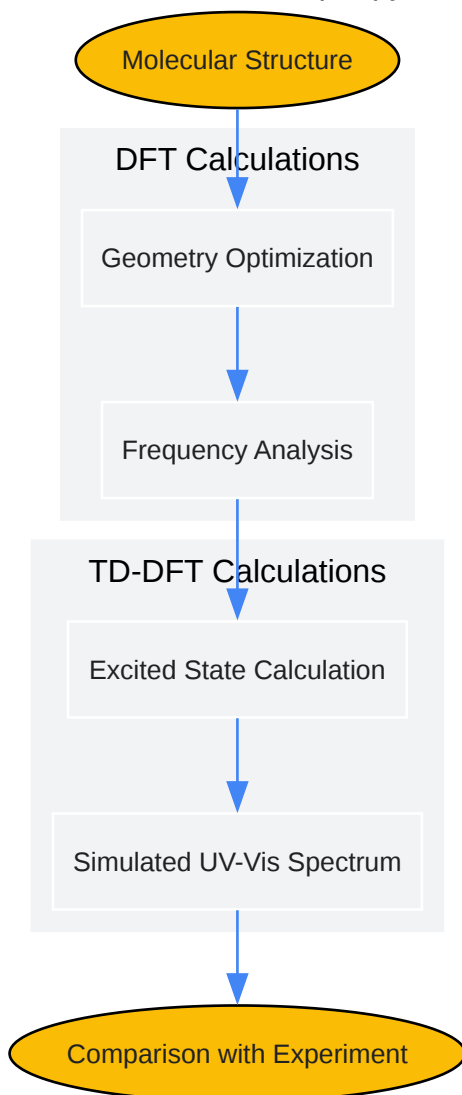 Molecular Structure
DFT Calculations
Geometry Optimization
Frequency Analysis
TD-DFT Calculations
Excited State Calculation
Simulated UV-Vis Spectrum
Comparison with Experiment